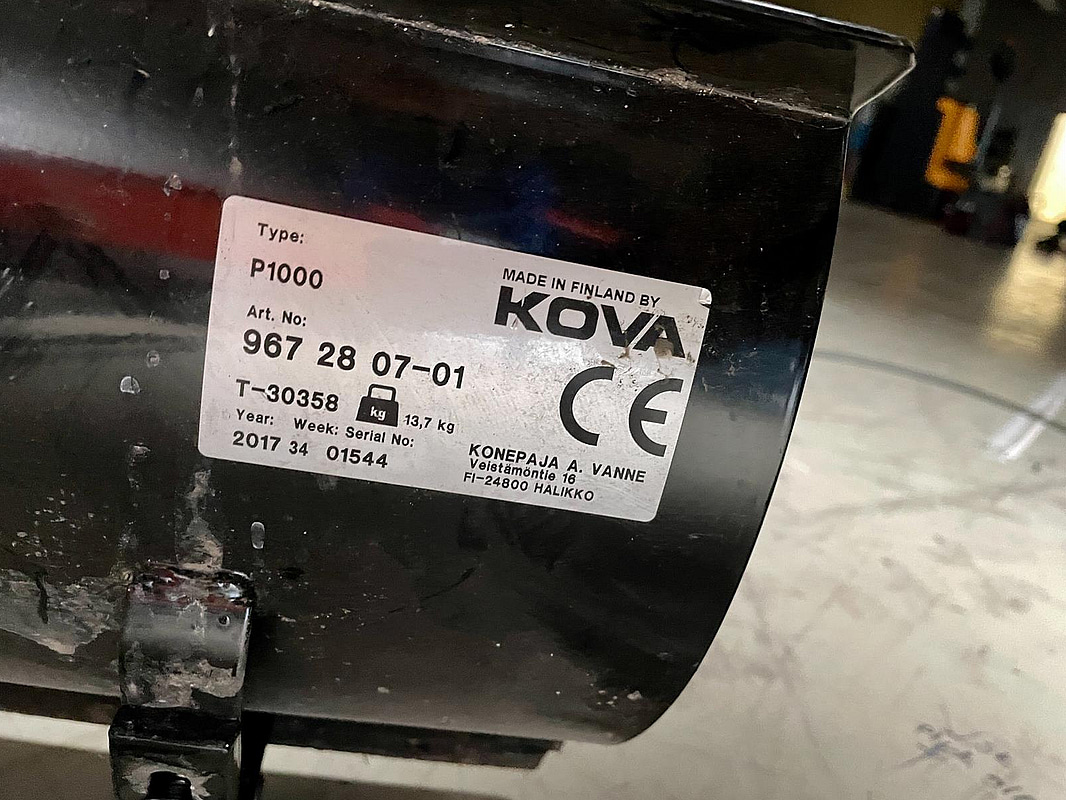 Type:
P1000
Art. No:
967 28 07-01
T-30358 kg 13,7 kg
Year: Week: Serial No:
2017 34 01544
MADE IN FINLAND BY
KOVA
CE
KONEPAJA A. VANNE
Veistämöntie 16
FI-24800 HALIKKO